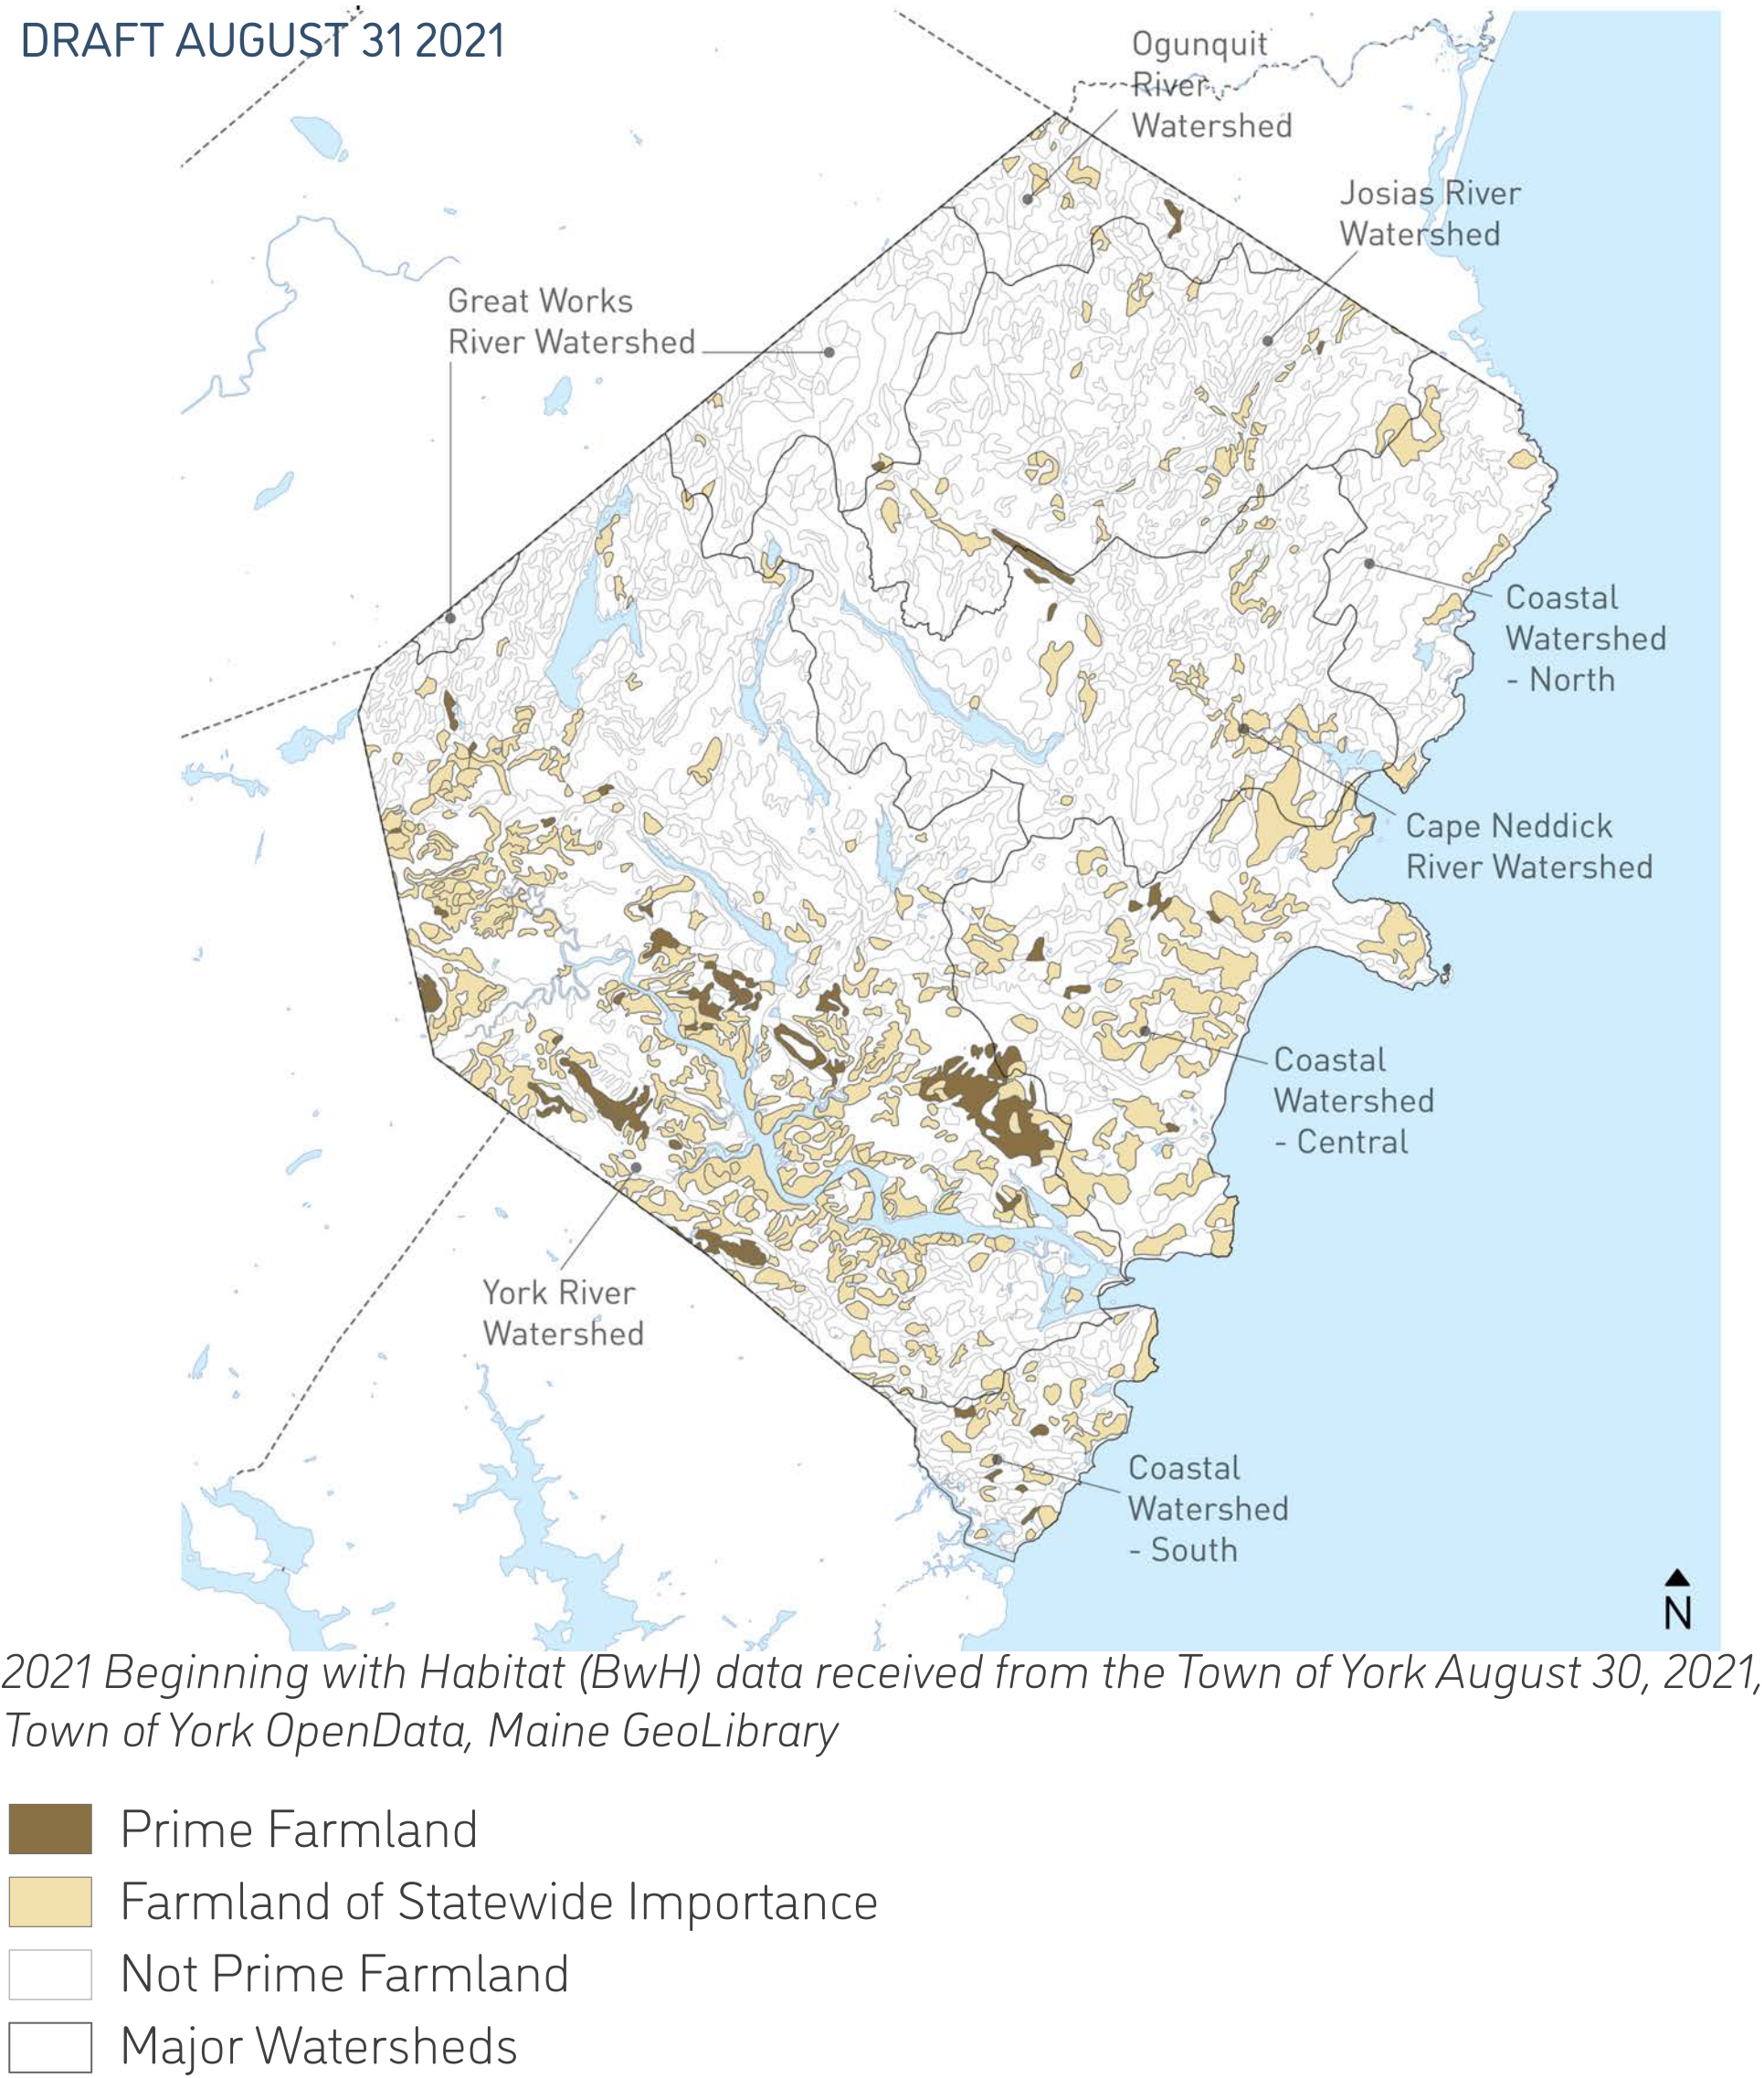 DRAFT AUGUST 31 2021
Ogunquit
River
Watershed
Josias River
Watershed
Great Works
River Watershed
Coastal
Watershed
- North
Cape Neddick
River Watershed
Coastal
Watershed
- Central
York River
Watershed
Coastal
Watershed
- South
N
2021 Beginning with Habitat (BwH) data received from the Town of York August 30, 2021,
Town of York OpenData, Maine GeoLibrary
Prime Farmland
Farmland of Statewide Importance
Not Prime Farmland
Major Watersheds